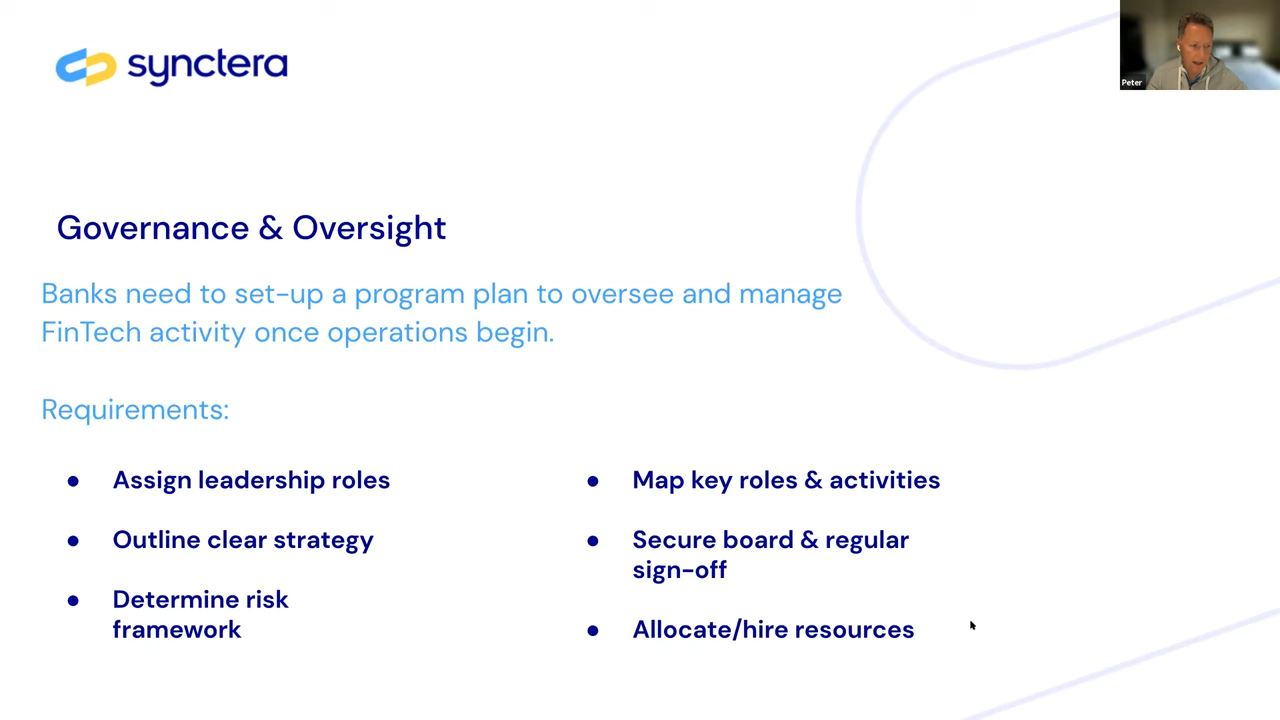 synctera
Peter
Governance & Oversight
Banks need to set-up a program plan to oversee and manage
FinTech activity once operations begin.
Requirements:
● Assign leadership roles
● Outline clear strategy
● Determine risk
framework
● Map key roles & activities
● Secure board & regular
sign-off
● Allocate/hire resources